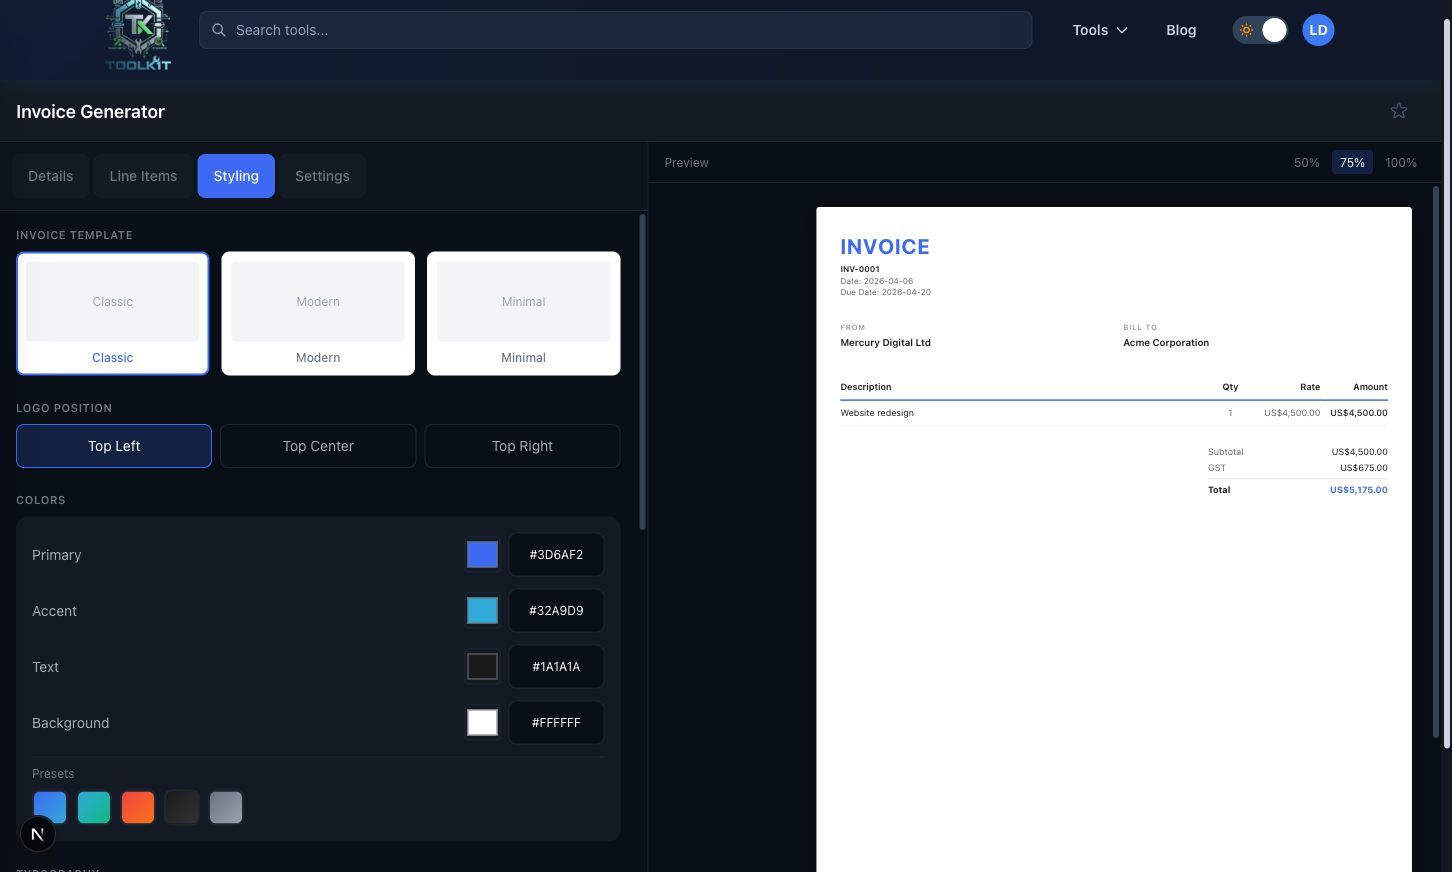 TK
TOOLKIT
Search tools...
Tools
Blog
LD
Invoice Generator
Details
Line Items
Styling
Settings
Preview
50%
75%
100%
INVOICE TEMPLATE
Classic
Modern
Minimal
Classic
Modern
Minimal
LOGO POSITION
Top Left
Top Center
Top Right
COLORS
Primary
#3D6AF2
Accent
#32A9D9
Text
#1A1A1A
Background
#FFFFFF
Presets
N
TYPOGRAPHY
INVOICE
INV-0001
Date: 2026-04-06
Due Date: 2026-04-20
FROM
BILL TO
Mercury Digital Ltd
Acme Corporation
Description Qty Rate Amount
Website redesign 1 US$4,500.00 US$4,500.00
Subtotal US$4,500.00
GST US$675.00
Total US$5,175.00